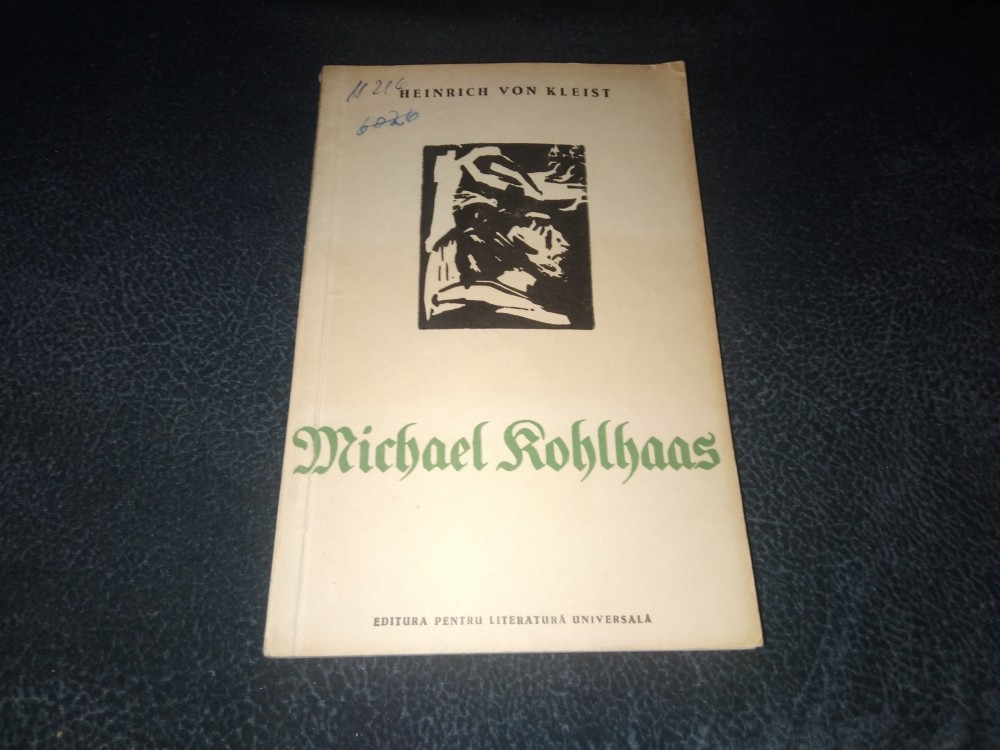 HEINRICH VON KLEIST
Michael Kohlhaas
EDITURA PENTRU LITERATURĂ UNIVERSALĂ